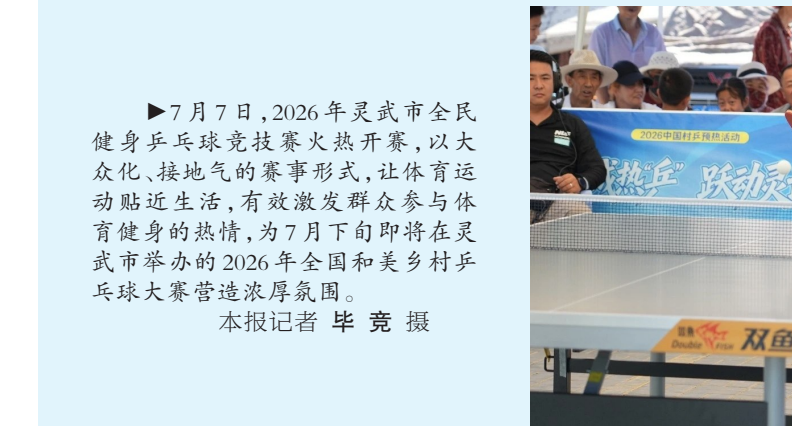 ▶7月7日,2026年灵武市全民
健身乒乓球竞技赛火热开赛,以大
众化、接地气的赛事形式,让体育运
动贴近生活,有效激发群众参与体
育健身的热情,为7月下旬即将在灵
武市举办的2026年全国和美乡村乒
乓球大赛营造浓厚氛围。
本报记者 毕 竞 摄
2026中国村乒预热活动
热“乒” 跃动灵
Double FISH 双鱼